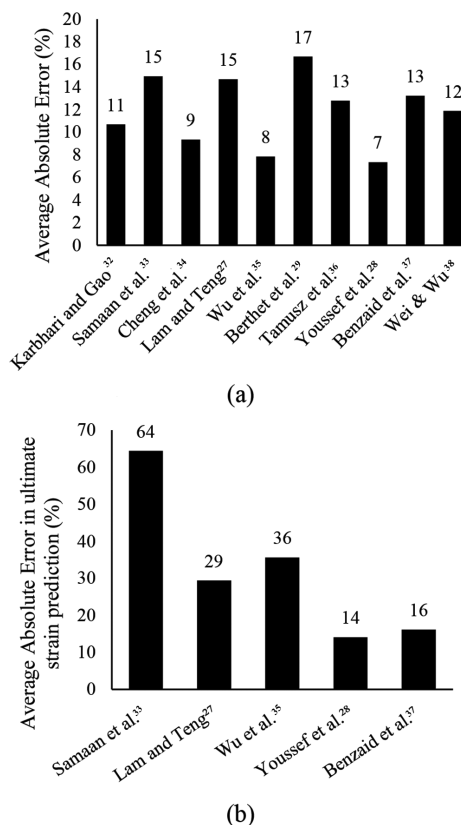 Average Absolute Error (%)
20
18
16
14
12
10
8
6
4
2
0
11
15
9
15
8
17
13
7
13
12
Karbhari and Gao³²
Samaan et al.³³
Cheng et al.³⁴
Lam and Teng²⁷
Wu et al.³⁵
Berthet et al.²⁹
Tamusz et al.³⁶
Youssef et al.²⁸
Benzaid et al.³⁷
Wei & Wu³⁸
(a)
Average Absolute Error in ultimate
strain prediction (%)
70
60
50
40
30
20
10
0
64
29
36
14
16
Samaan et al.³³
Lam and Teng²⁷
Wu et al.³⁵
Youssef et al.²⁸
Benzaid et al.³⁷
(b)